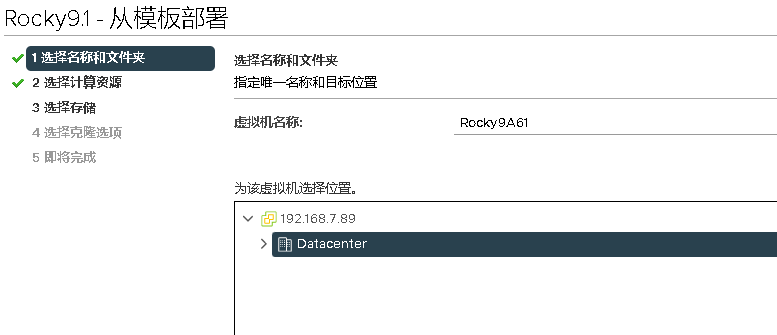 Rocky9.1 - 从模板部署
1 选择名称和文件夹
2 选择计算资源
3 选择存储
4 选择克隆选项
5 即将完成
选择名称和文件夹
指定唯一名称和目标位置
虚拟机名称:
Rocky9A61
为该虚拟机选择位置。
192.168.7.89
Datacenter